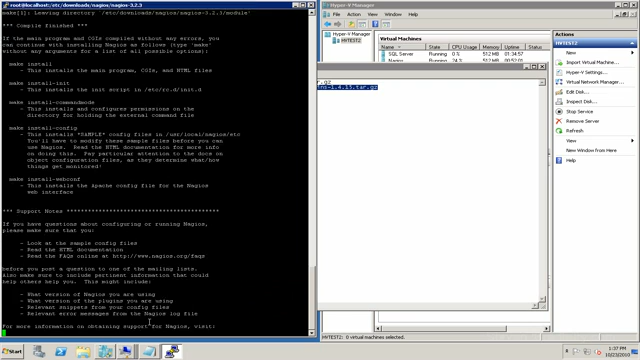 root@localhost: /etc/downloads/nagios/nagios-3.2.3
make[1]: Leaving directory `/etc/downloads/nagios/nagios-3.2.3/module'
*** Compile finished ***
If the main program and CGIs compiled without any errors, you
can continue with installing Nagios as follows (type 'make'
without any arguments for a list of all possible options):
make install
- This installs the main program, CGIs, and HTML files
make install-init
- This installs the init script in /etc/rc.d/init.d
make install-commandmode
- This installs and configures permissions on the
directory for holding the external command file
make install-config
- This installs *SAMPLE* config files in /usr/local/nagios/etc
You'll have to modify these sample files before you can
use Nagios. Read the HTML documentation for more info
on doing this. Pay particular attention to the docs on
object configuration files, as they determine what/how
things get monitored!
make install-webconf
- This installs the Apache config file for the Nagios
web interface
*** Support Notes *******************************************
If you have questions about configuring or running Nagios,
please make sure that you:
- Look at the sample config files
- Read the HTML documentation
- Read the FAQs online at http://www.nagios.org/faqs
before you post a question to one of the mailing lists.
Also make sure to include pertinent information that could
help others help you. This might include:
- What version of Nagios you are using
- What version of the plugins you are using
- Relevant snippets from your config files
- Relevant error messages from the Nagios log file
For more information on obtaining support for Nagios, visit:
ar.gz
ns-1.4.15.tar.gz
Hyper-V Manager
File Action View Window Help
Hyper-V Manager
HVTEST2
Virtual Machines
Name State CPU Usage Uptime
SQL Server Running 0 % 512 MB 01:34:57
Nagios Running 24 % 512 MB 01:52:01
Actions
HVTEST2
New
Import Virtual Machine...
Hyper-V Settings...
Virtual Network Manager...
Edit Disk...
Inspect Disk...
Stop Service
Remove Server
Refresh
View
New Window from Here
Help
HVTEST2: 0 virtual machines selected.
Start
1:37 PM
10/23/2010